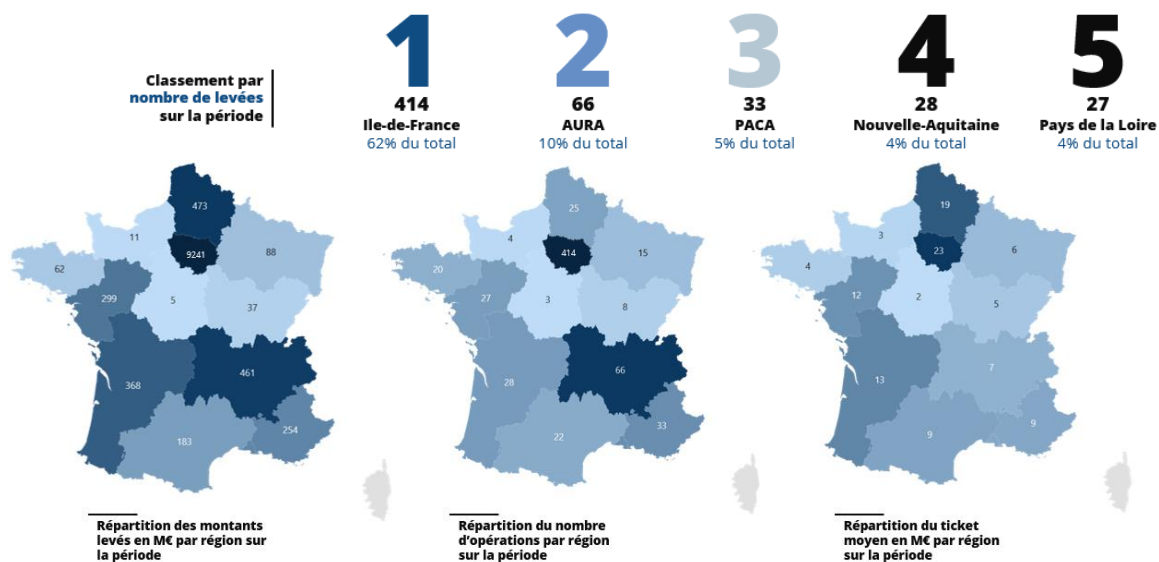 Classement par
nombre de levées
sur la période
1
414
Ile-de-France
62% du total
2
66
AURA
10% du total
3
33
PACA
5% du total
4
28
Nouvelle-Aquitaine
4% du total
5
27
Pays de la Loire
4% du total
473
11
9241
88
62
299
5
37
368
461
183
254
Répartition des montants
levés en M€ par région sur
la période
25
4
414
15
20
27
3
8
28
66
22
33
Répartition du nombre
d'opérations par région
sur la période
19
3
23
6
4
12
2
5
13
7
9
9
Répartition du ticket
moyen en M€ par région
sur la période